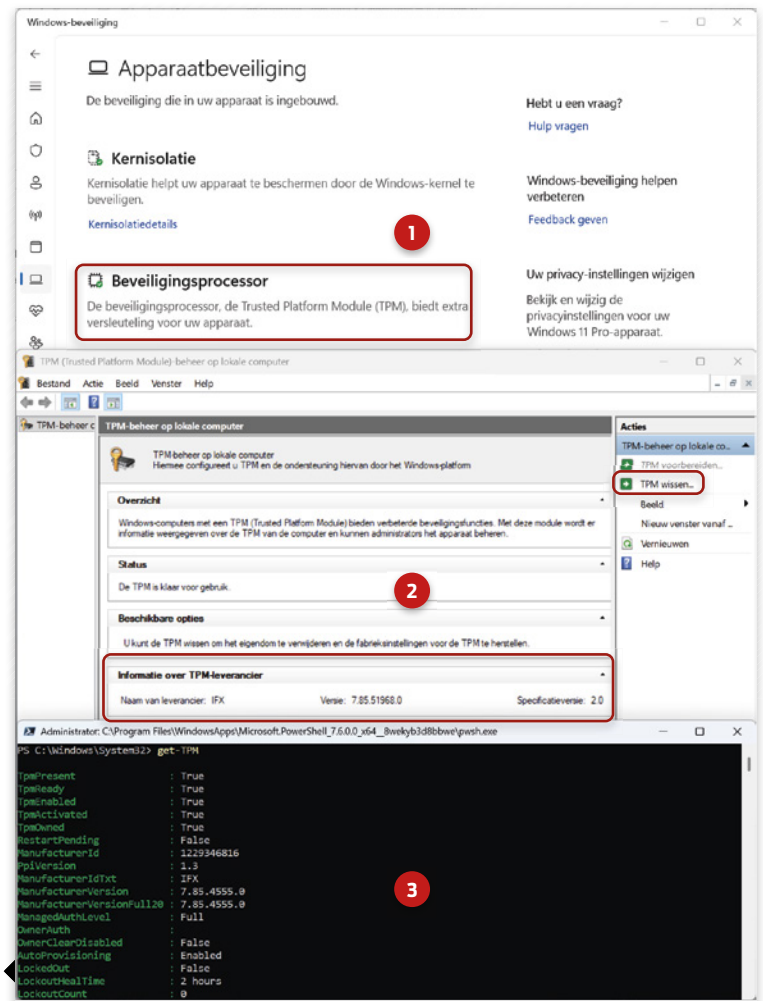 Windows-beveiliging
Apparaatbeveiliging
De beveiliging die in uw apparaat is ingebouwd.
Kernisolatie
Kernisolatie helpt uw apparaat te beschermen door de Windows-kernel te
beveiligen.
Kernisolatiedetails
1
Beveiligingsprocessor
De beveiligingsprocessor, de Trusted Platform Module (TPM), biedt extra
versleuteling voor uw apparaat.
Hebt u een vraag?
Hulp vragen
Windows-beveiliging helpen
verbeteren
Feedback geven
Uw privacy-instellingen wijzigen
Bekijk en wijzig de
privacyinstellingen voor uw
Windows 11 Pro-apparaat.
TPM (Trusted Platform Module)-beheer op lokale computer
Bestand Actie Beeld Venster Help
TPM-beheer c
TPM-beheer op lokale computer
TPM-beheer op lokale computer
Hiermee configureert u TPM en de ondersteuning hiervan door het Windows-platform
Overzicht
Windows-computers met een TPM (Trusted Platform Module) bieden verbeterde beveiligingsfuncties. Met deze module wordt er
informatie weergegeven over de TPM van de computer en kunnen administrators het apparaat beheren.
Status
De TPM is klaar voor gebruik.
2
Beschikbare opties
U kunt de TPM wissen om het eigendom te verwijderen en de fabrieksinstellingen voor de TPM te herstellen.
Informatie over TPM-leverancier
Naam van leverancier: IFX Versie: 7.85.51968.0 Specificatieversie: 2.0
Acties
TPM-beheer op lokale co...
TPM voorbereiden...
TPM wissen...
Beeld
Nieuw venster vanaf ...
Vernieuwen
Help
Administrator: C:\Program Files\WindowsApps\Microsoft.PowerShell_7.6.0.0_x64__8wekyb3d8bbwe\pwsh.exe
PS C:\Windows\System32> get-TPM
TpmPresent : True
TpmReady : True
TpmEnabled : True
TpmActivated : True
TpmOwned : True
RestartPending : False
ManufacturerId : 1229346816
PpiVersion : 1.3
ManufacturerIdTxt : IFX
ManufacturerVersion : 7.85.4555.0
ManufacturerVersionFull20 : 7.85.4555.0
ManagedAuthLevel : Full
OwnerAuth :
OwnerClearDisabled : False
AutoProvisioning : Enabled
LockedOut : False
LockoutHealTime : 2 hours
LockoutCount : 0
3